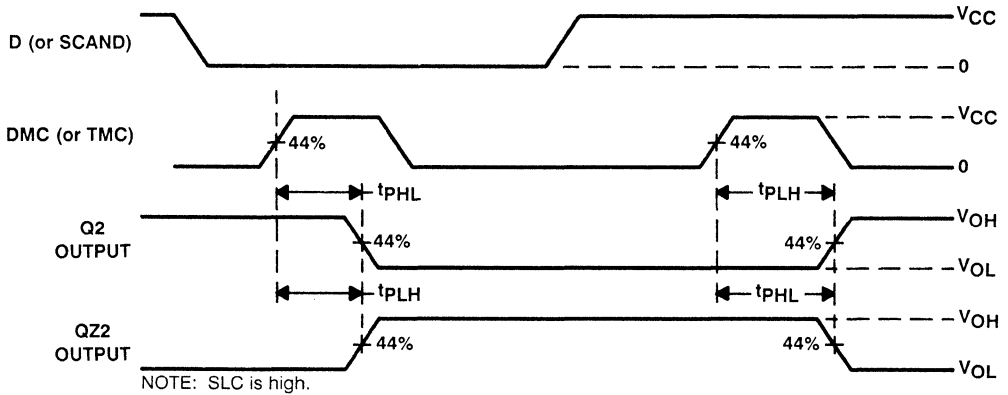 D (or SCAND)
VCC
0
DMC (or TMC)
44%
44%
VCC
0
tPHL
tPLH
Q2
OUTPUT
44%
44%
VOH
VOL
tPLH
tPHL
QZ2
OUTPUT
44%
44%
VOH
VOL
NOTE: SLC is high.